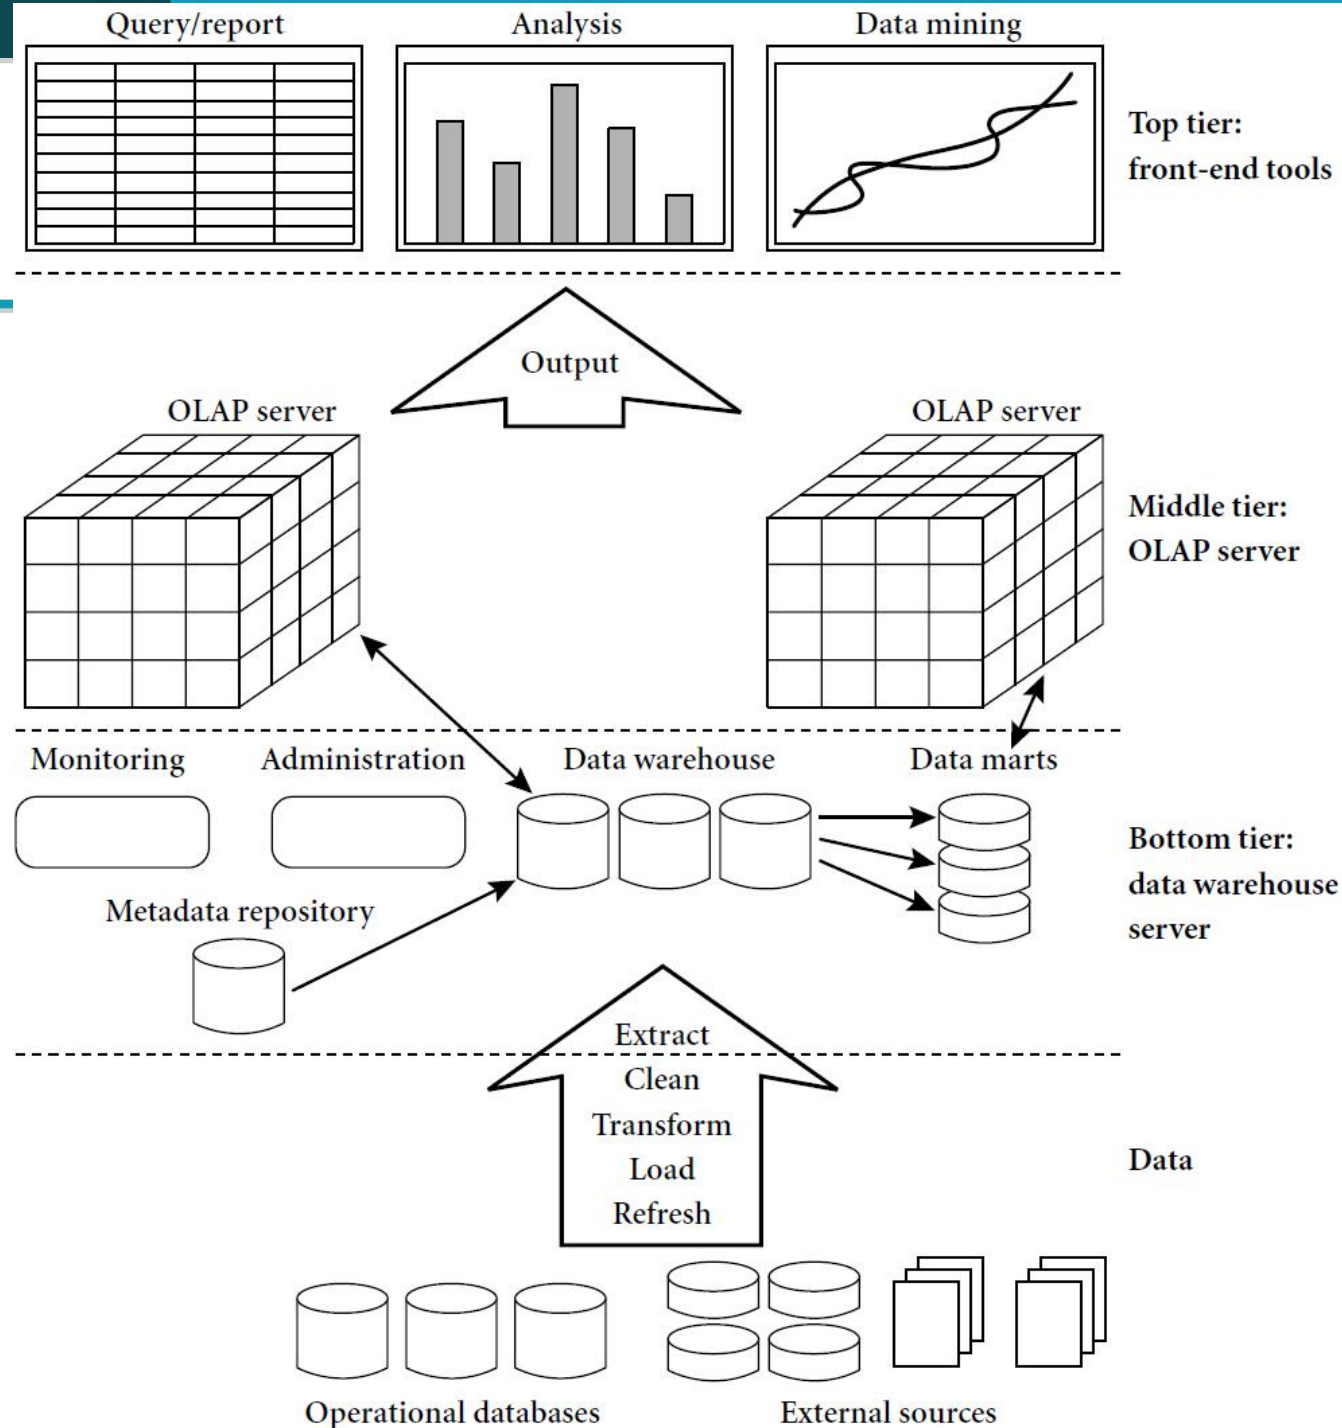 Query/report
Analysis
Data mining
Top tier:
front-end tools
Output
OLAP server
OLAP server
Middle tier:
OLAP server
Monitoring
Administration
Data warehouse
Data marts
Bottom tier:
data warehouse
server
Metadata repository
Extract
Clean
Transform
Load
Refresh
Data
Operational databases
External sources